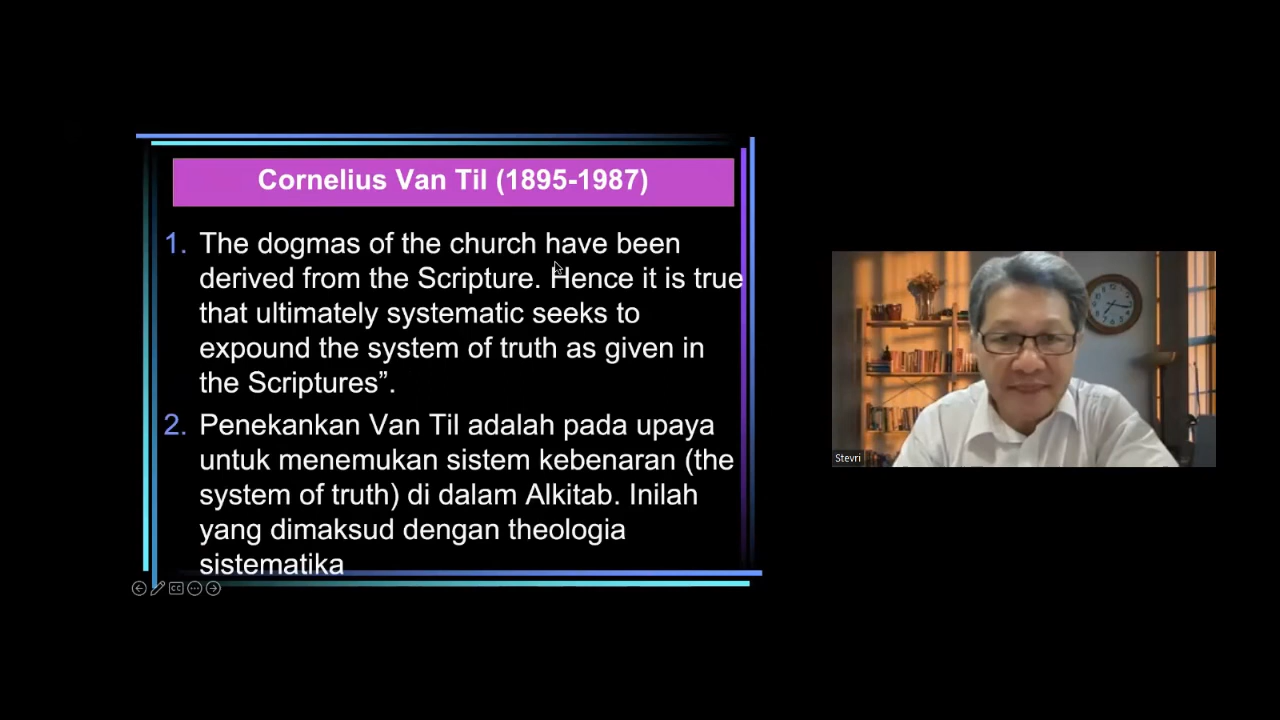 Cornelius Van Til (1895-1987)
1. The dogmas of the church have been
derived from the Scripture. Hence it is true
that ultimately systematic seeks to
expound the system of truth as given in
the Scriptures”.
2. Penekankan Van Til adalah pada upaya
untuk menemukan sistem kebenaran (the
system of truth) di dalam Alkitab. Inilah
yang dimaksud dengan theologia
sistematika
CC
Stevri